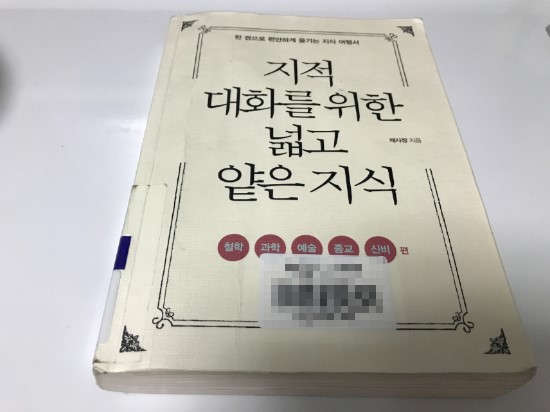 한 권으로 편안하게 즐기는 지식 여행서
지적
대화를 위한
넓고
얕은 지식
채사장 지음
철학 과학 예술 종교 신비 편